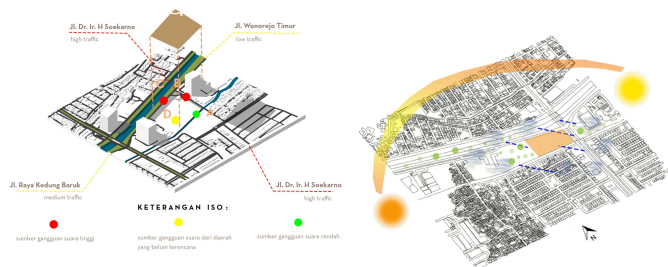 Jl. Dr. Ir. H Soekarno
high traffic
Jl. Wonorejo Timur
low traffic
C
B
D
A
Jl. Raya Kedung Baruk
medium traffic
Jl. Dr. Ir. H Soekarno
high traffic
KETERANGAN ISO :
sumber gangguan suara tinggi
sumber gangguan suara dari daerah
yang belum terencana
sumber gangguan suara rendah
N